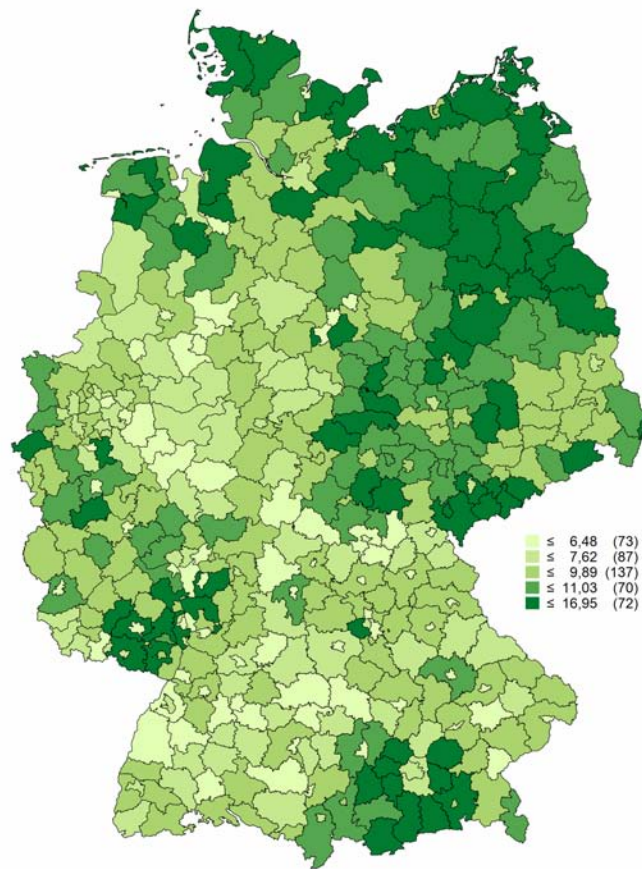 ≤ 6,48 (73)
≤ 7,62 (87)
≤ 9,89 (137)
≤ 11,03 (70)
≤ 16,95 (72)